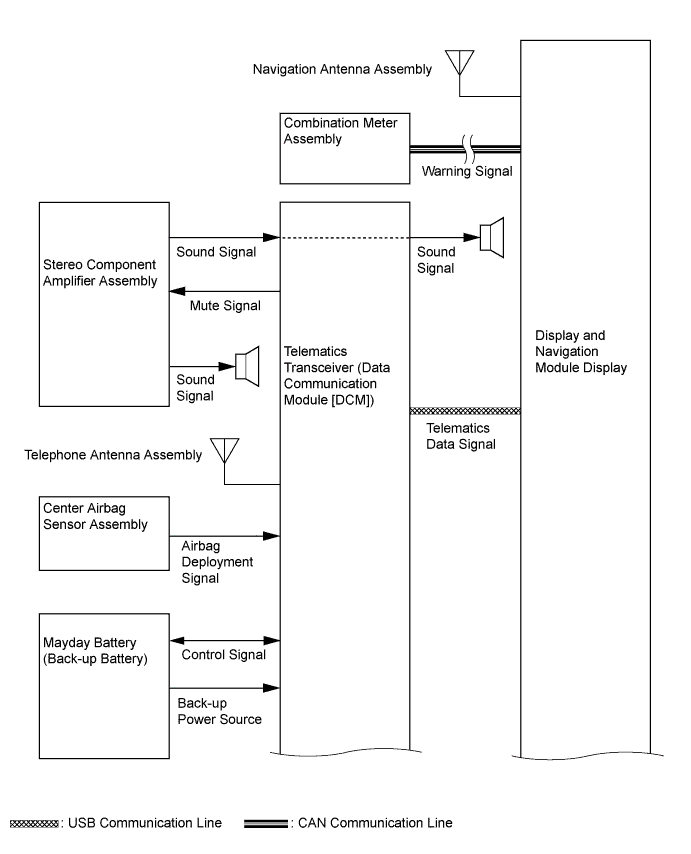 Navigation Antenna Assembly
Combination Meter
Assembly
Warning Signal
Stereo Component
Amplifier Assembly
Sound Signal
Mute Signal
Sound
Signal
Sound
Signal
Telematics
Transceiver (Data
Communication
Module [DCM])
Display and
Navigation
Module Display
Telematics
Data Signal
Telephone Antenna Assembly
Center Airbag
Sensor Assembly
Airbag
Deployment
Signal
Mayday Battery
(Back-up Battery)
Control Signal
Back-up
Power Source
: USB Communication Line
: CAN Communication Line